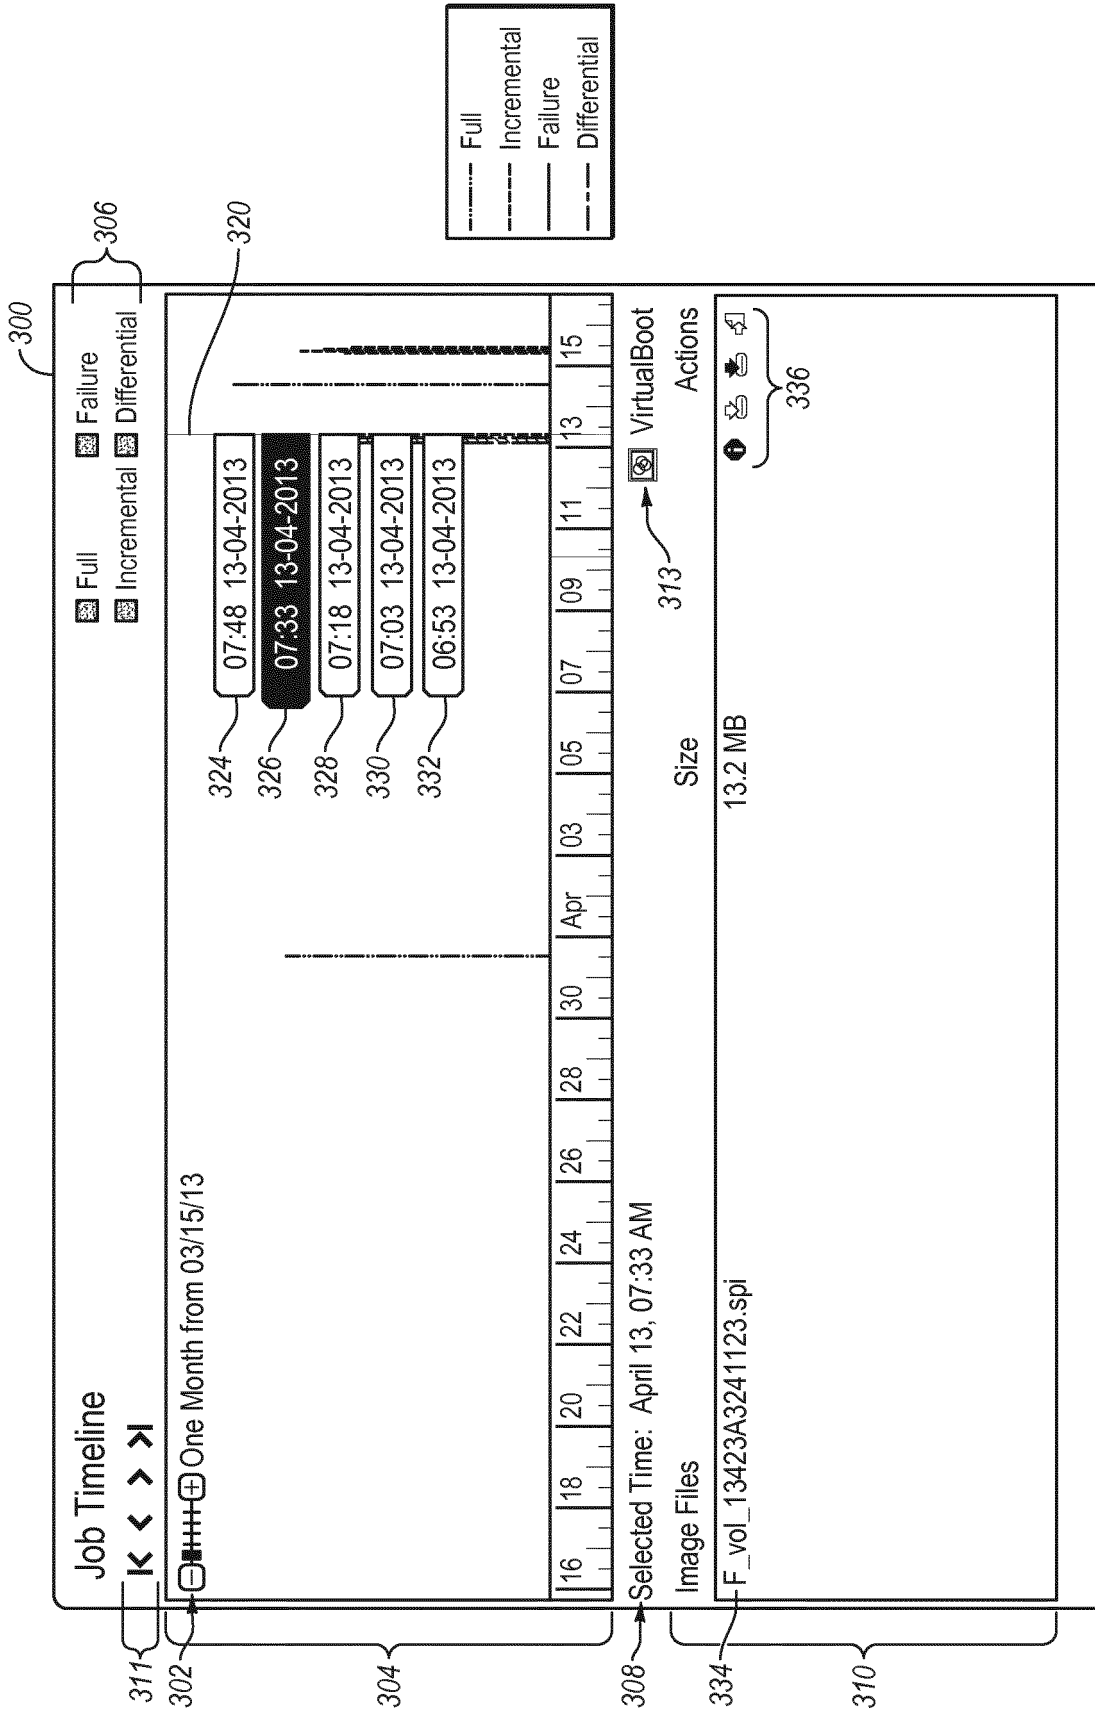 300
Job Timeline
Full
Failure
306
Incremental
Differential
311
302
One Month from 03/15/13
320
324
07:48 13-04-2013
326
07:33 13-04-2013
328
07:18 13-04-2013
330
07:03 13-04-2013
332
06:53 13-04-2013
304
16 18 20 22 24 26 28 30 Apr 03 05 07 09 11 13 15
308
Selected Time: April 13, 07:33 AM
313
VirtualBoot
Image Files
Size
Actions
334
F_vol_13423A3241123.spi
13.2 MB
336
310
Full
Incremental
Failure
Differential